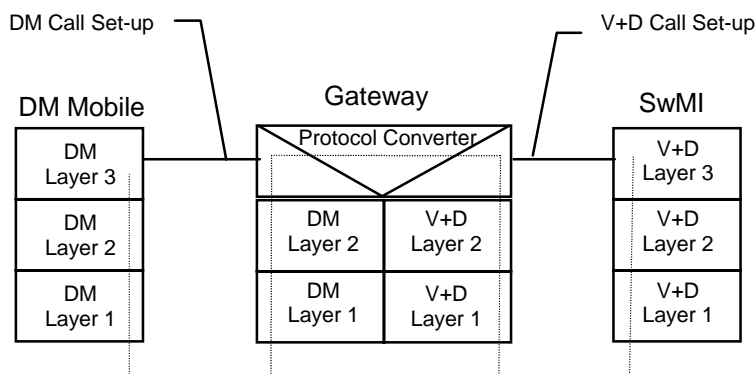 DM Call Set-up
V+D Call Set-up
DM Mobile
Gateway
SwMI
Protocol Converter
DM
Layer 3
V+D
Layer 3
DM
Layer 2
DM
Layer 2
V+D
Layer 2
V+D
Layer 2
DM
Layer 1
DM
Layer 1
V+D
Layer 1
V+D
Layer 1